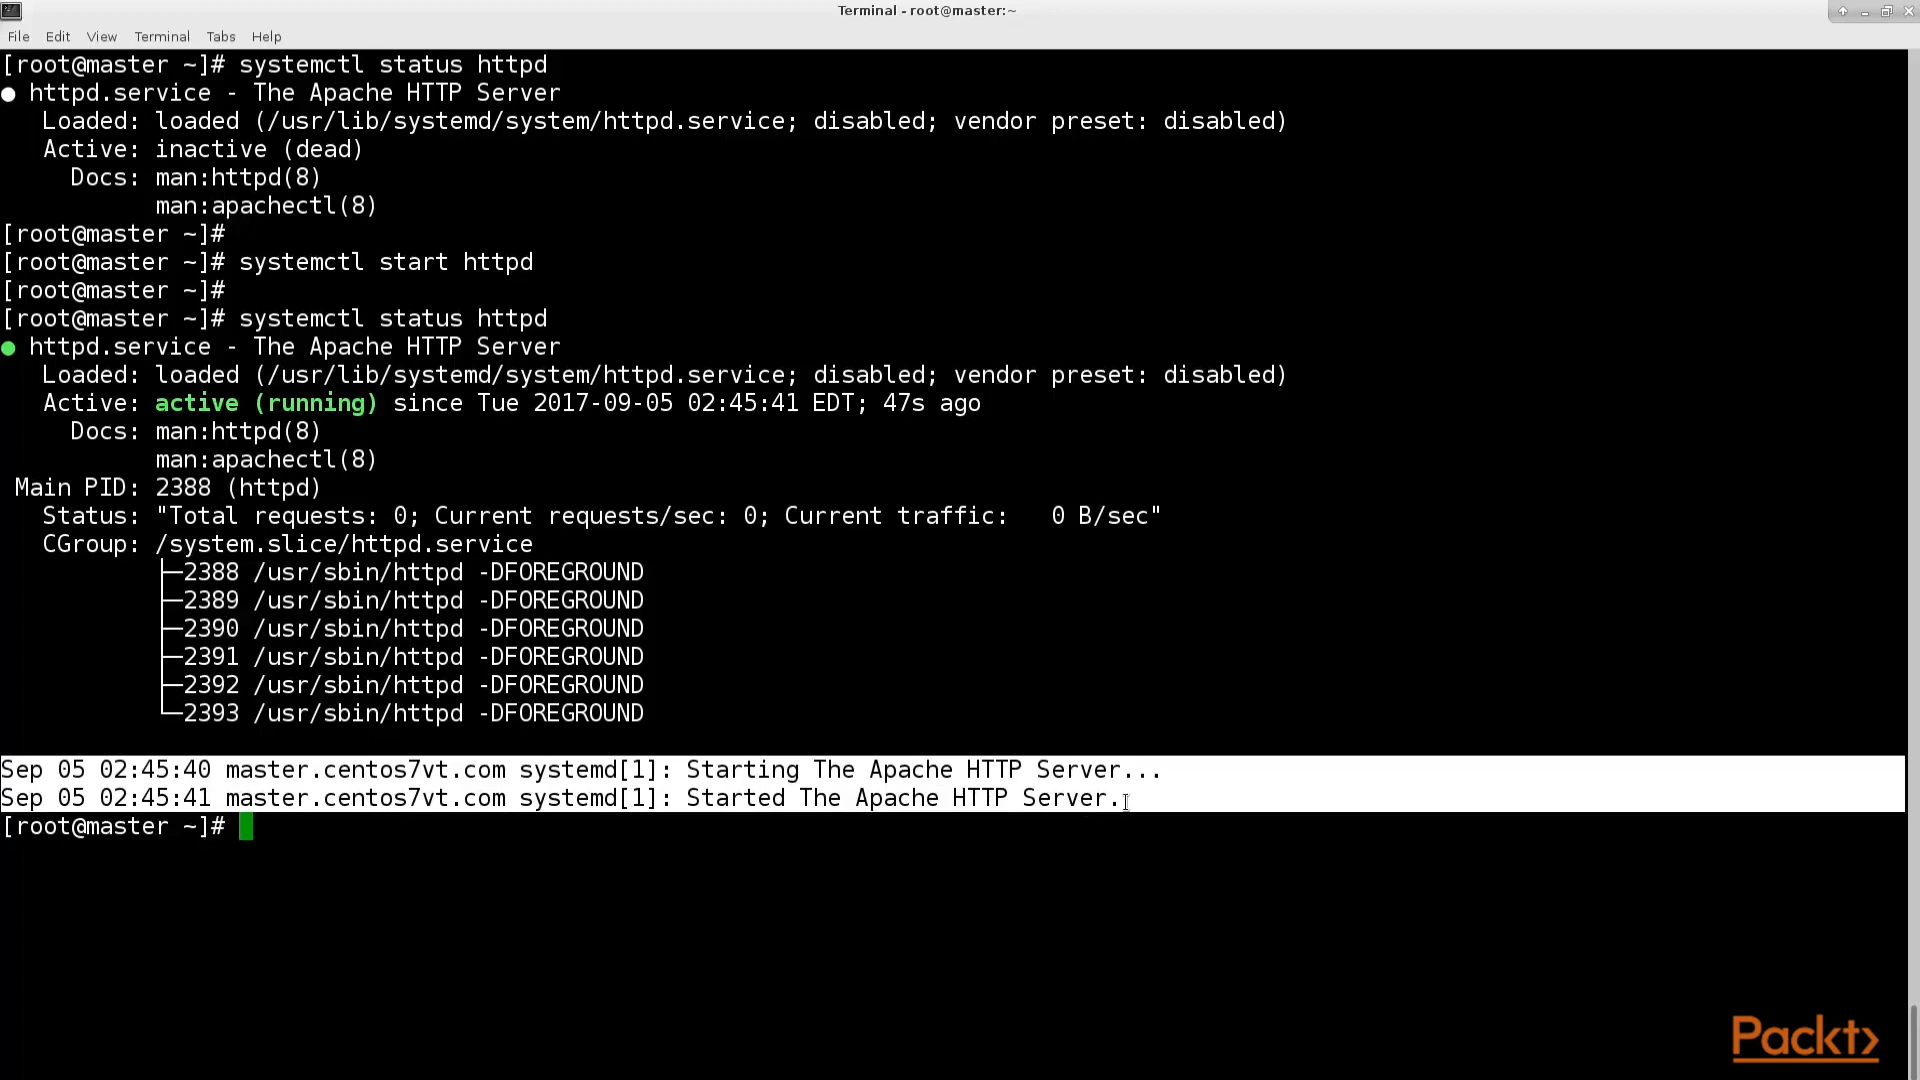 Terminal - root@master:~
File Edit View Terminal Tabs Help
[root@master ~]# systemctl status httpd
● httpd.service - The Apache HTTP Server
   Loaded: loaded (/usr/lib/systemd/system/httpd.service; disabled; vendor preset: disabled)
   Active: inactive (dead)
     Docs: man:httpd(8)
           man:apachectl(8)
[root@master ~]#
[root@master ~]# systemctl start httpd
[root@master ~]#
[root@master ~]# systemctl status httpd
● httpd.service - The Apache HTTP Server
   Loaded: loaded (/usr/lib/systemd/system/httpd.service; disabled; vendor preset: disabled)
   Active: active (running) since Tue 2017-09-05 02:45:41 EDT; 47s ago
     Docs: man:httpd(8)
           man:apachectl(8)
 Main PID: 2388 (httpd)
   Status: "Total requests: 0; Current requests/sec: 0; Current traffic:   0 B/sec"
   CGroup: /system.slice/httpd.service
           ├─2388 /usr/sbin/httpd -DFOREGROUND
           ├─2389 /usr/sbin/httpd -DFOREGROUND
           ├─2390 /usr/sbin/httpd -DFOREGROUND
           ├─2391 /usr/sbin/httpd -DFOREGROUND
           ├─2392 /usr/sbin/httpd -DFOREGROUND
           └─2393 /usr/sbin/httpd -DFOREGROUND
Sep 05 02:45:40 master.centos7vt.com systemd[1]: Starting The Apache HTTP Server...
Sep 05 02:45:41 master.centos7vt.com systemd[1]: Started The Apache HTTP Server.
[root@master ~]#
Packt>